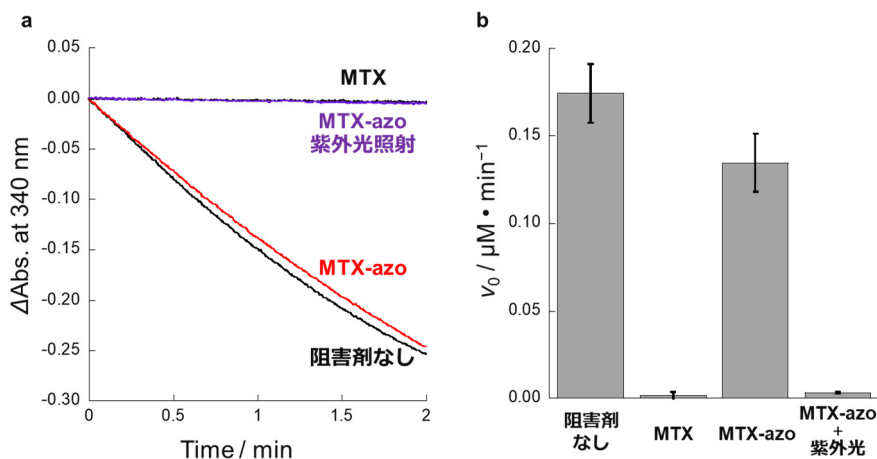 a
0.05
0.00
-0.05
-0.10
-0.15
-0.20
-0.25
-0.30
ΔAbs. at 340 nm
0
0.5
1
1.5
2
Time / min
MTX
MTX-azo
紫外光照射
MTX-azo
阻害剤なし
b
0.20
0.15
0.10
0.05
0.00
v₀ / μM • min⁻¹
阻害剤
なし
MTX
MTX-azo
MTX-azo
+
紫外光